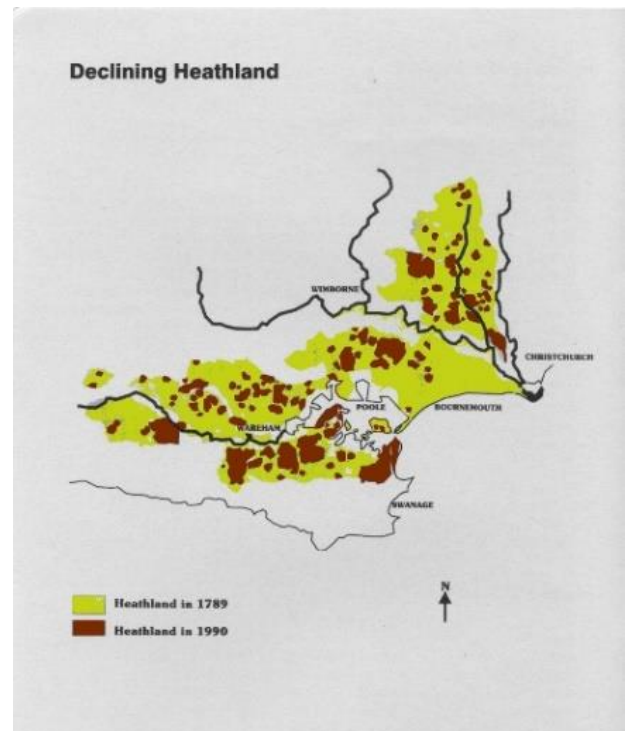 Declining Heathland
WIMBORNE
CHRISTCHURCH
POOLE
BOURNEMOUTH
WAREHAM
SWANAGE
N
Heathland in 1789
Heathland in 1990